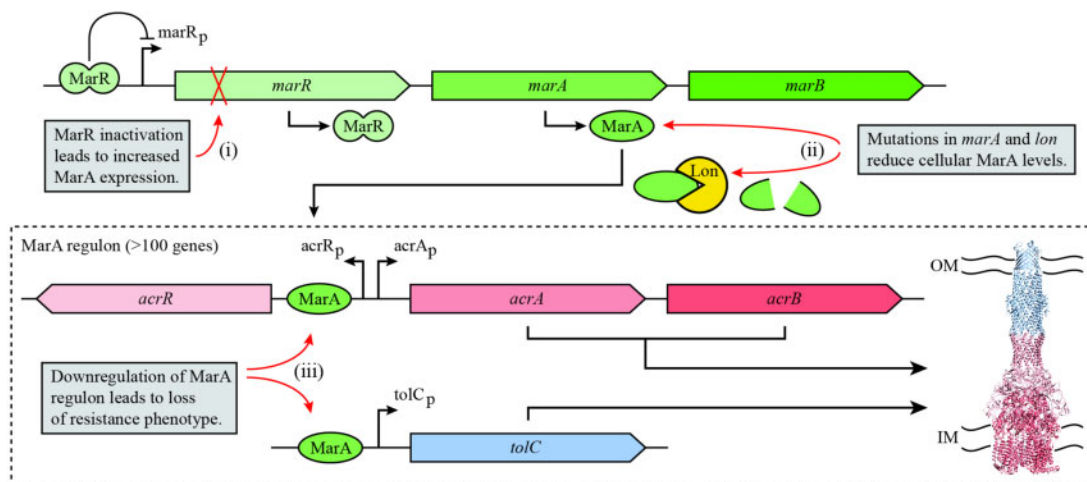 marRp
MarR
marR
marA
marB
MarR
MarA
MarR inactivation
leads to increased
MarA expression.
(i)
(ii)
Mutations in marA and lon
reduce cellular MarA levels.
Lon
MarA regulon (>100 genes)
acrRp
acrAp
OM
acrR
MarA
acrA
acrB
Downregulation of MarA
regulon leads to loss
of resistance phenotype.
(iii)
tolCp
IM
MarA
tolC